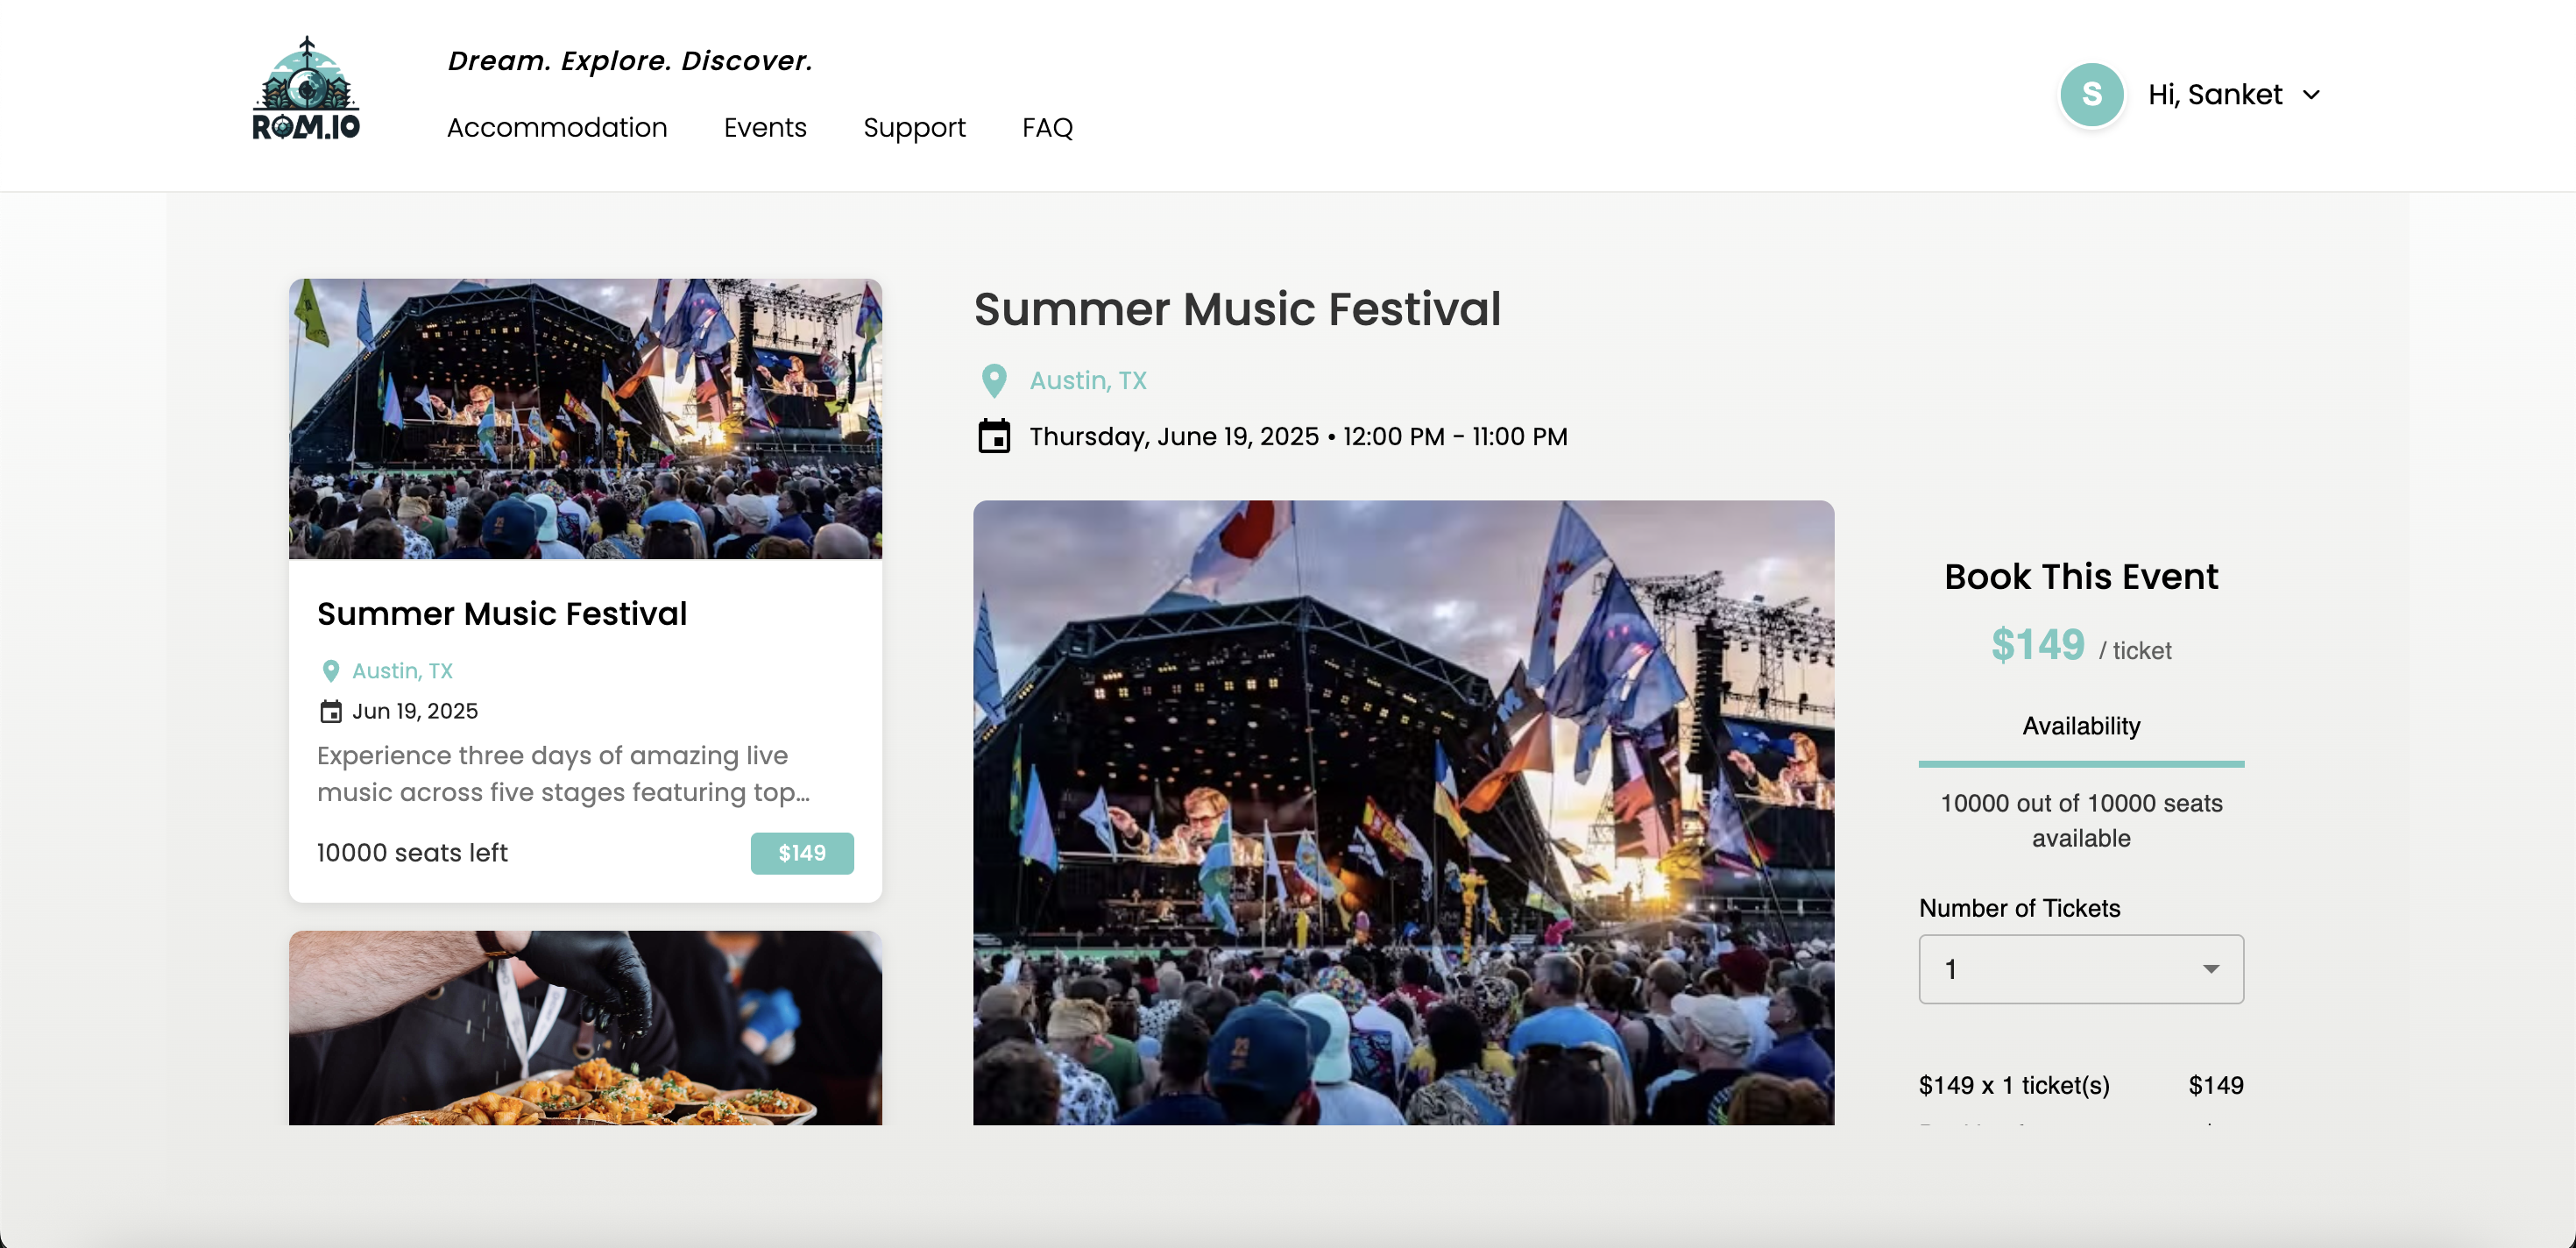 Dream. Explore. Discover.
ROM.IO
Accommodation Events Support FAQ
S Hi, Sanket
Summer Music Festival
Austin, TX
Jun 19, 2025
Experience three days of amazing live
music across five stages featuring top...
10000 seats left $149
Summer Music Festival
Austin, TX
Thursday, June 19, 2025 • 12:00 PM - 11:00 PM
Book This Event
$149 / ticket
Availability
10000 out of 10000 seats
available
Number of Tickets
1
$149 x 1 ticket(s) $149